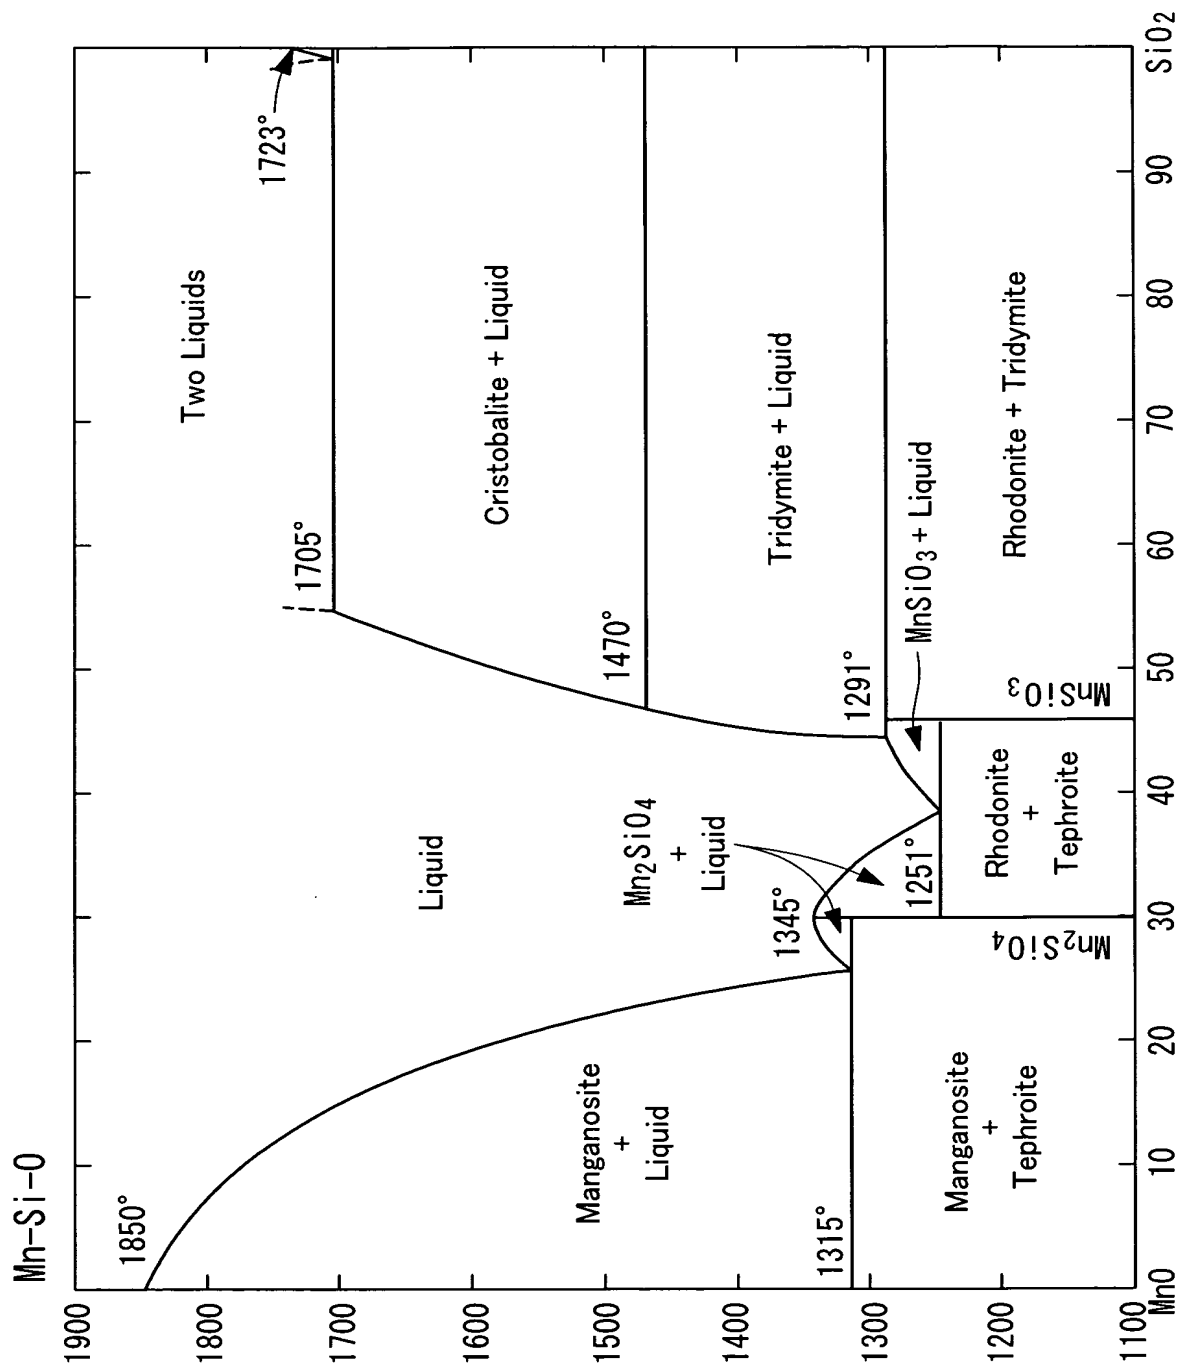 Mn-Si-O
1900
1800
1700
1600
1500
1400
1300
1200
1100
MnO
10
20
30
40
50
60
70
80
90
SiO2
1850°
1723°
Two Liquids
1705°
Cristobalite + Liquid
1470°
Liquid
Tridymite + Liquid
Manganosite
+
Liquid
Mn2SiO4
+
Liquid
1345°
1315°
1291°
1251°
MnSiO3 + Liquid
Manganosite
+
Tephroite
Mn2SiO4
Rhodonite
+
Tephroite
MnSiO3
Rhodonite + Tridymite